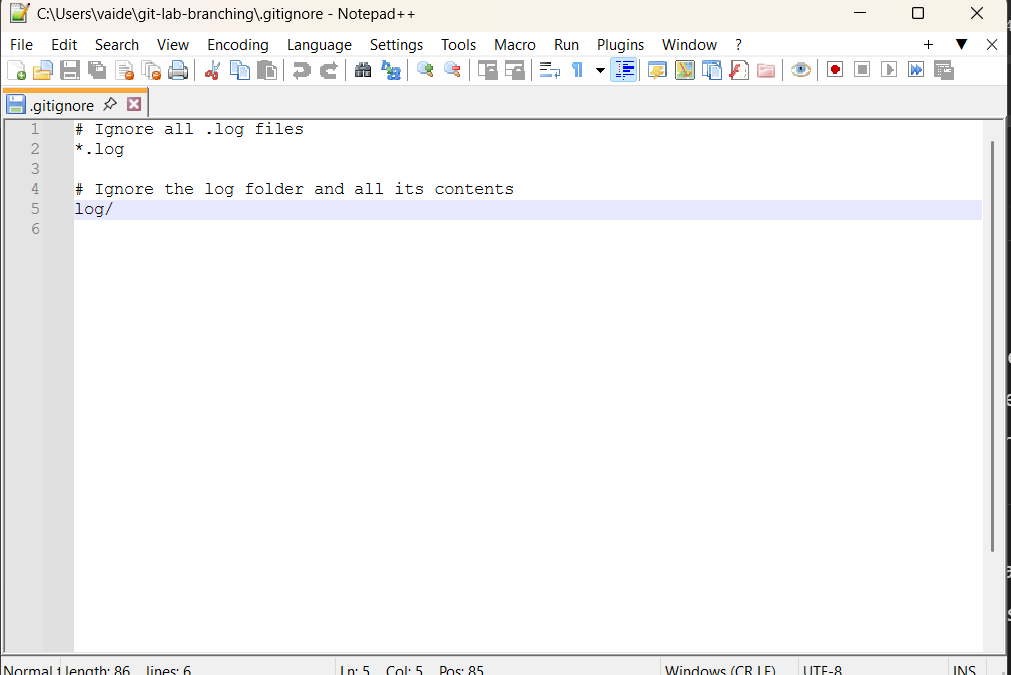 C:\Users\vaide\git-lab-branching\.gitignore - Notepad++
File Edit Search View Encoding Language Settings Tools Macro Run Plugins Window ?
.gitignore
1 # Ignore all .log files
2 *.log
3
4 # Ignore the log folder and all its contents
5 log/
6
Normal length: 86 lines: 6 Ln: 5 Col: 5 Pos: 85 Windows (CR LF) UTF-8 INS